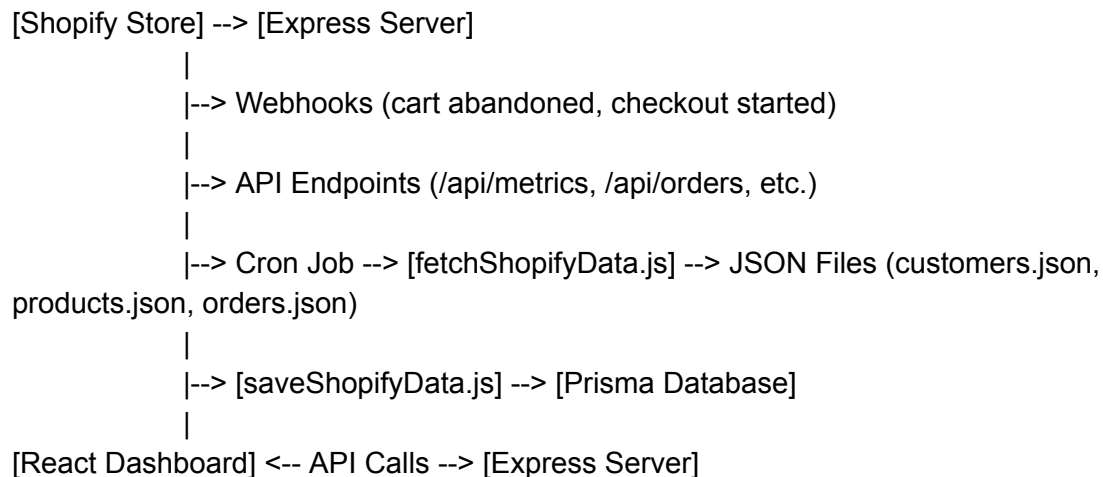 [Shopify Store] --> [Express Server]
|
|--> Webhooks (cart abandoned, checkout started)
|
|--> API Endpoints (/api/metrics, /api/orders, etc.)
|
|--> Cron Job --> [fetchShopifyData.js] --> JSON Files (customers.json,
products.json, orders.json)
|
|--> [saveShopifyData.js] --> [Prisma Database]
|
[React Dashboard] <-- API Calls --> [Express Server]